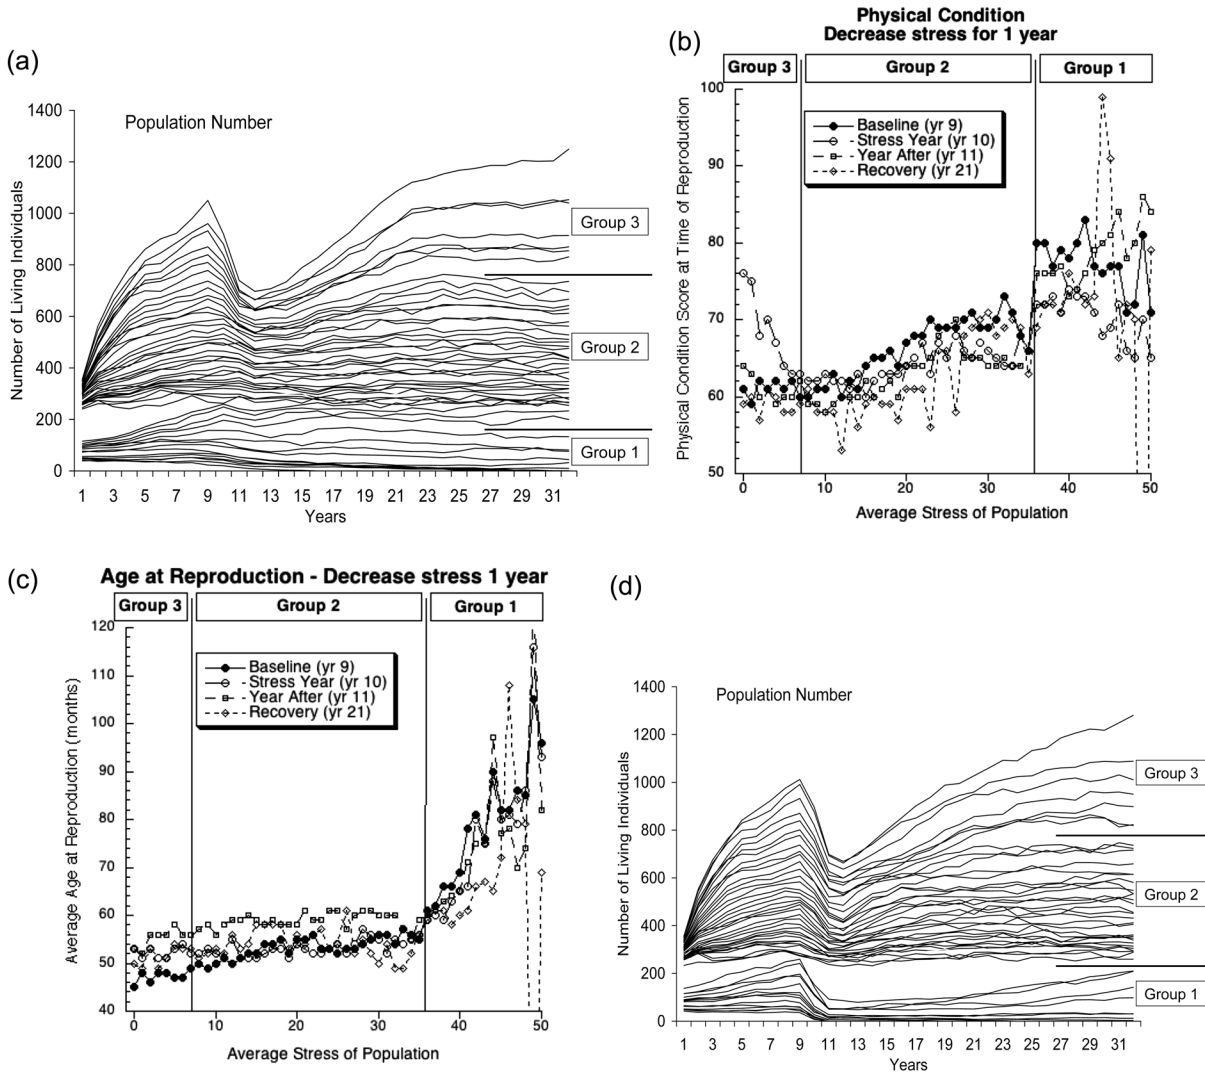 (a)
Population Number
1400
1200
1000
800
600
400
200
0
Number of Living Individuals
Group 3
Group 2
Group 1
1 3 5 7 9 11 13 15 17 19 21 23 25 27 29 31
Years
(b)
Physical Condition
Decrease stress for 1 year
Group 3 Group 2 Group 1
Baseline (yr 9)
Stress Year (yr 10)
Year After (yr 11)
Recovery (yr 21)
100
90
80
70
60
50
Physical Condition Score at Time of Reproduction
0 10 20 30 40 50
Average Stress of Population
(c)
Age at Reproduction - Decrease stress 1 year
Group 3 Group 2 Group 1
Baseline (yr 9)
Stress Year (yr 10)
Year After (yr 11)
Recovery (yr 21)
120
110
100
90
80
70
60
50
40
Average Age at Reproduction (months)
0 10 20 30 40 50
Average Stress of Population
(d)
Population Number
1400
1200
1000
800
600
400
200
0
Number of Living Individuals
Group 3
Group 2
Group 1
1 3 5 7 9 11 13 15 17 19 21 23 25 27 29 31
Years